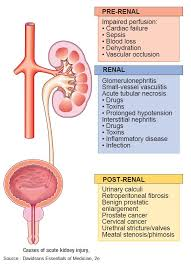 PRE-RENAL
Impaired perfusion:
• Cardiac failure
• Sepsis
• Blood loss
• Dehydration
• Vascular occlusion
RENAL
Glomerulonephritis
Small-vessel vasculitis
Acute tubular necrosis
• Drugs
• Toxins
• Prolonged hypotension
Interstitial nephritis
• Drugs
• Toxins
• Inflammatory disease
• Infection
POST-RENAL
Urinary calculi
Retroperitoneal fibrosis
Benign prostatic
enlargement
Prostate cancer
Cervical cancer
Urethral stricture/valves
Meatal stenosis/phimosis
Causes of acute kidney injury.
Source : Davidsons Essentials of Medicine, 2e